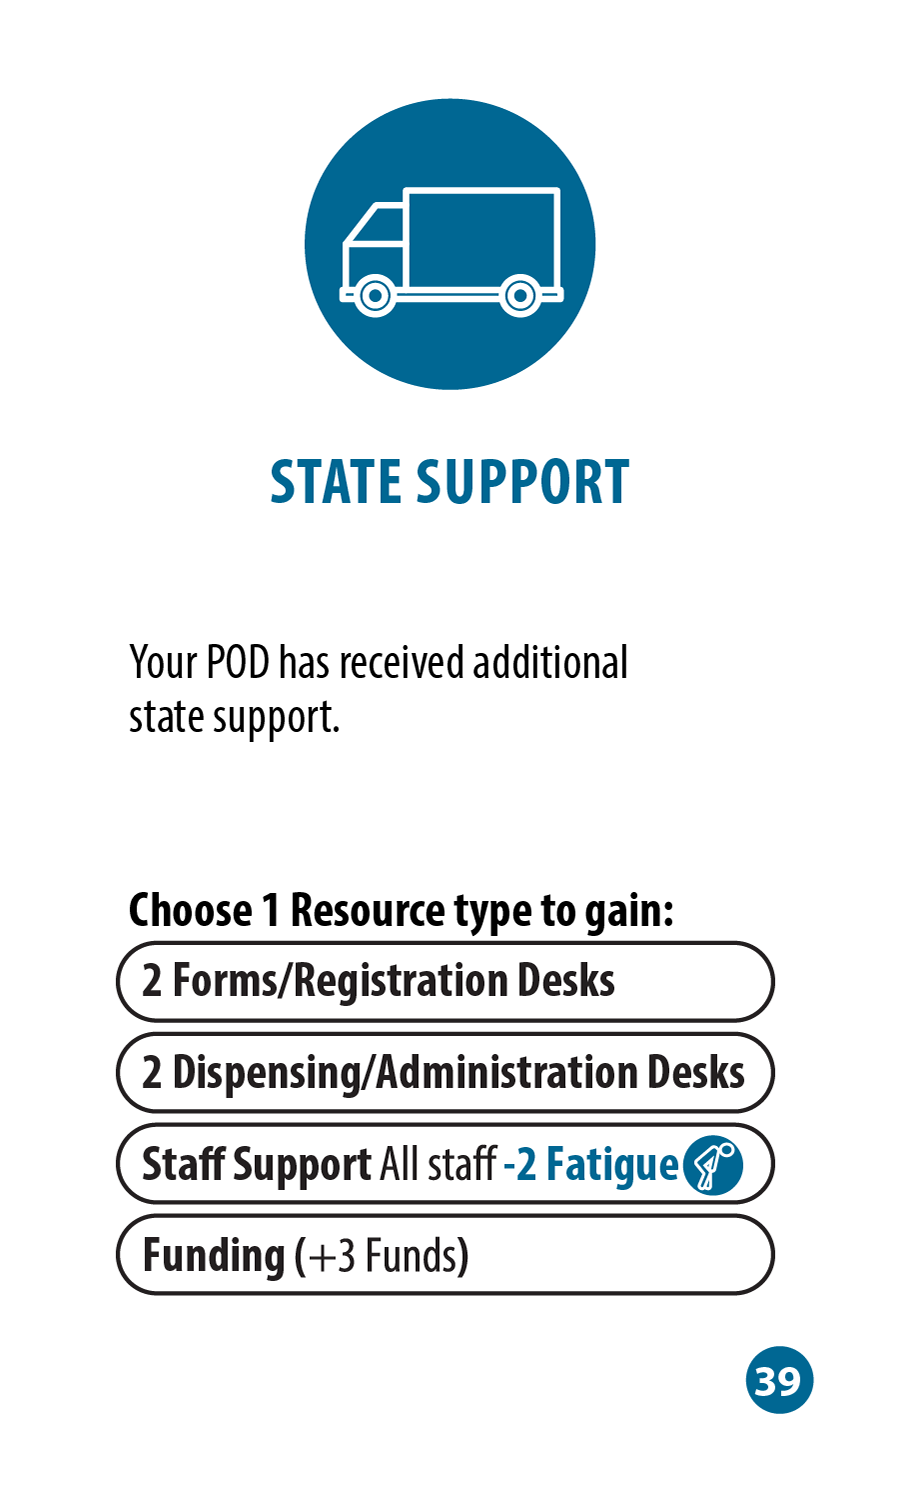 STATE SUPPORT
Your POD has received additional
state support.
Choose 1 Resource type to gain:
2 Forms/Registration Desks
2 Dispensing/Administration Desks
Staff Support All staff -2 Fatigue
Funding (+3 Funds)
39